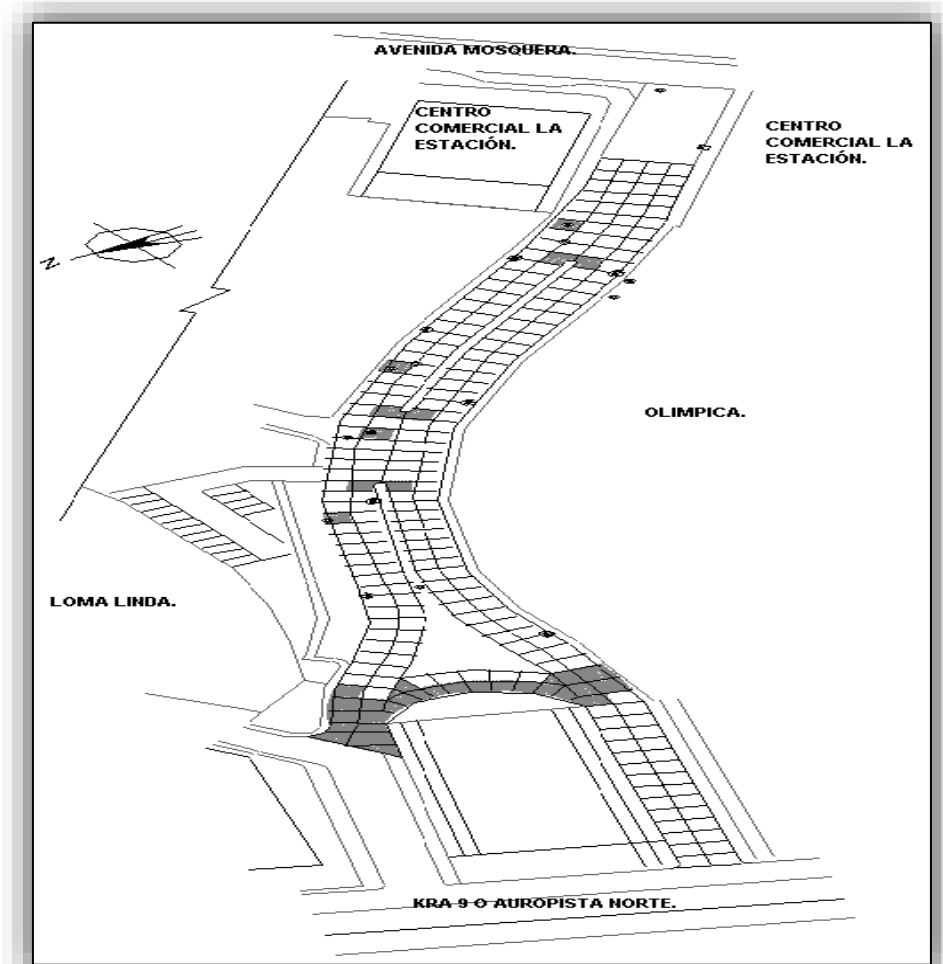 AVENIDA MOSQUERA.
CENTRO
COMERCIAL LA
ESTACIÓN.
CENTRO
COMERCIAL LA
ESTACIÓN.
N
OLIMPICA.
LOMA LINDA.
KRA 9 O AUROPISTA NORTE.